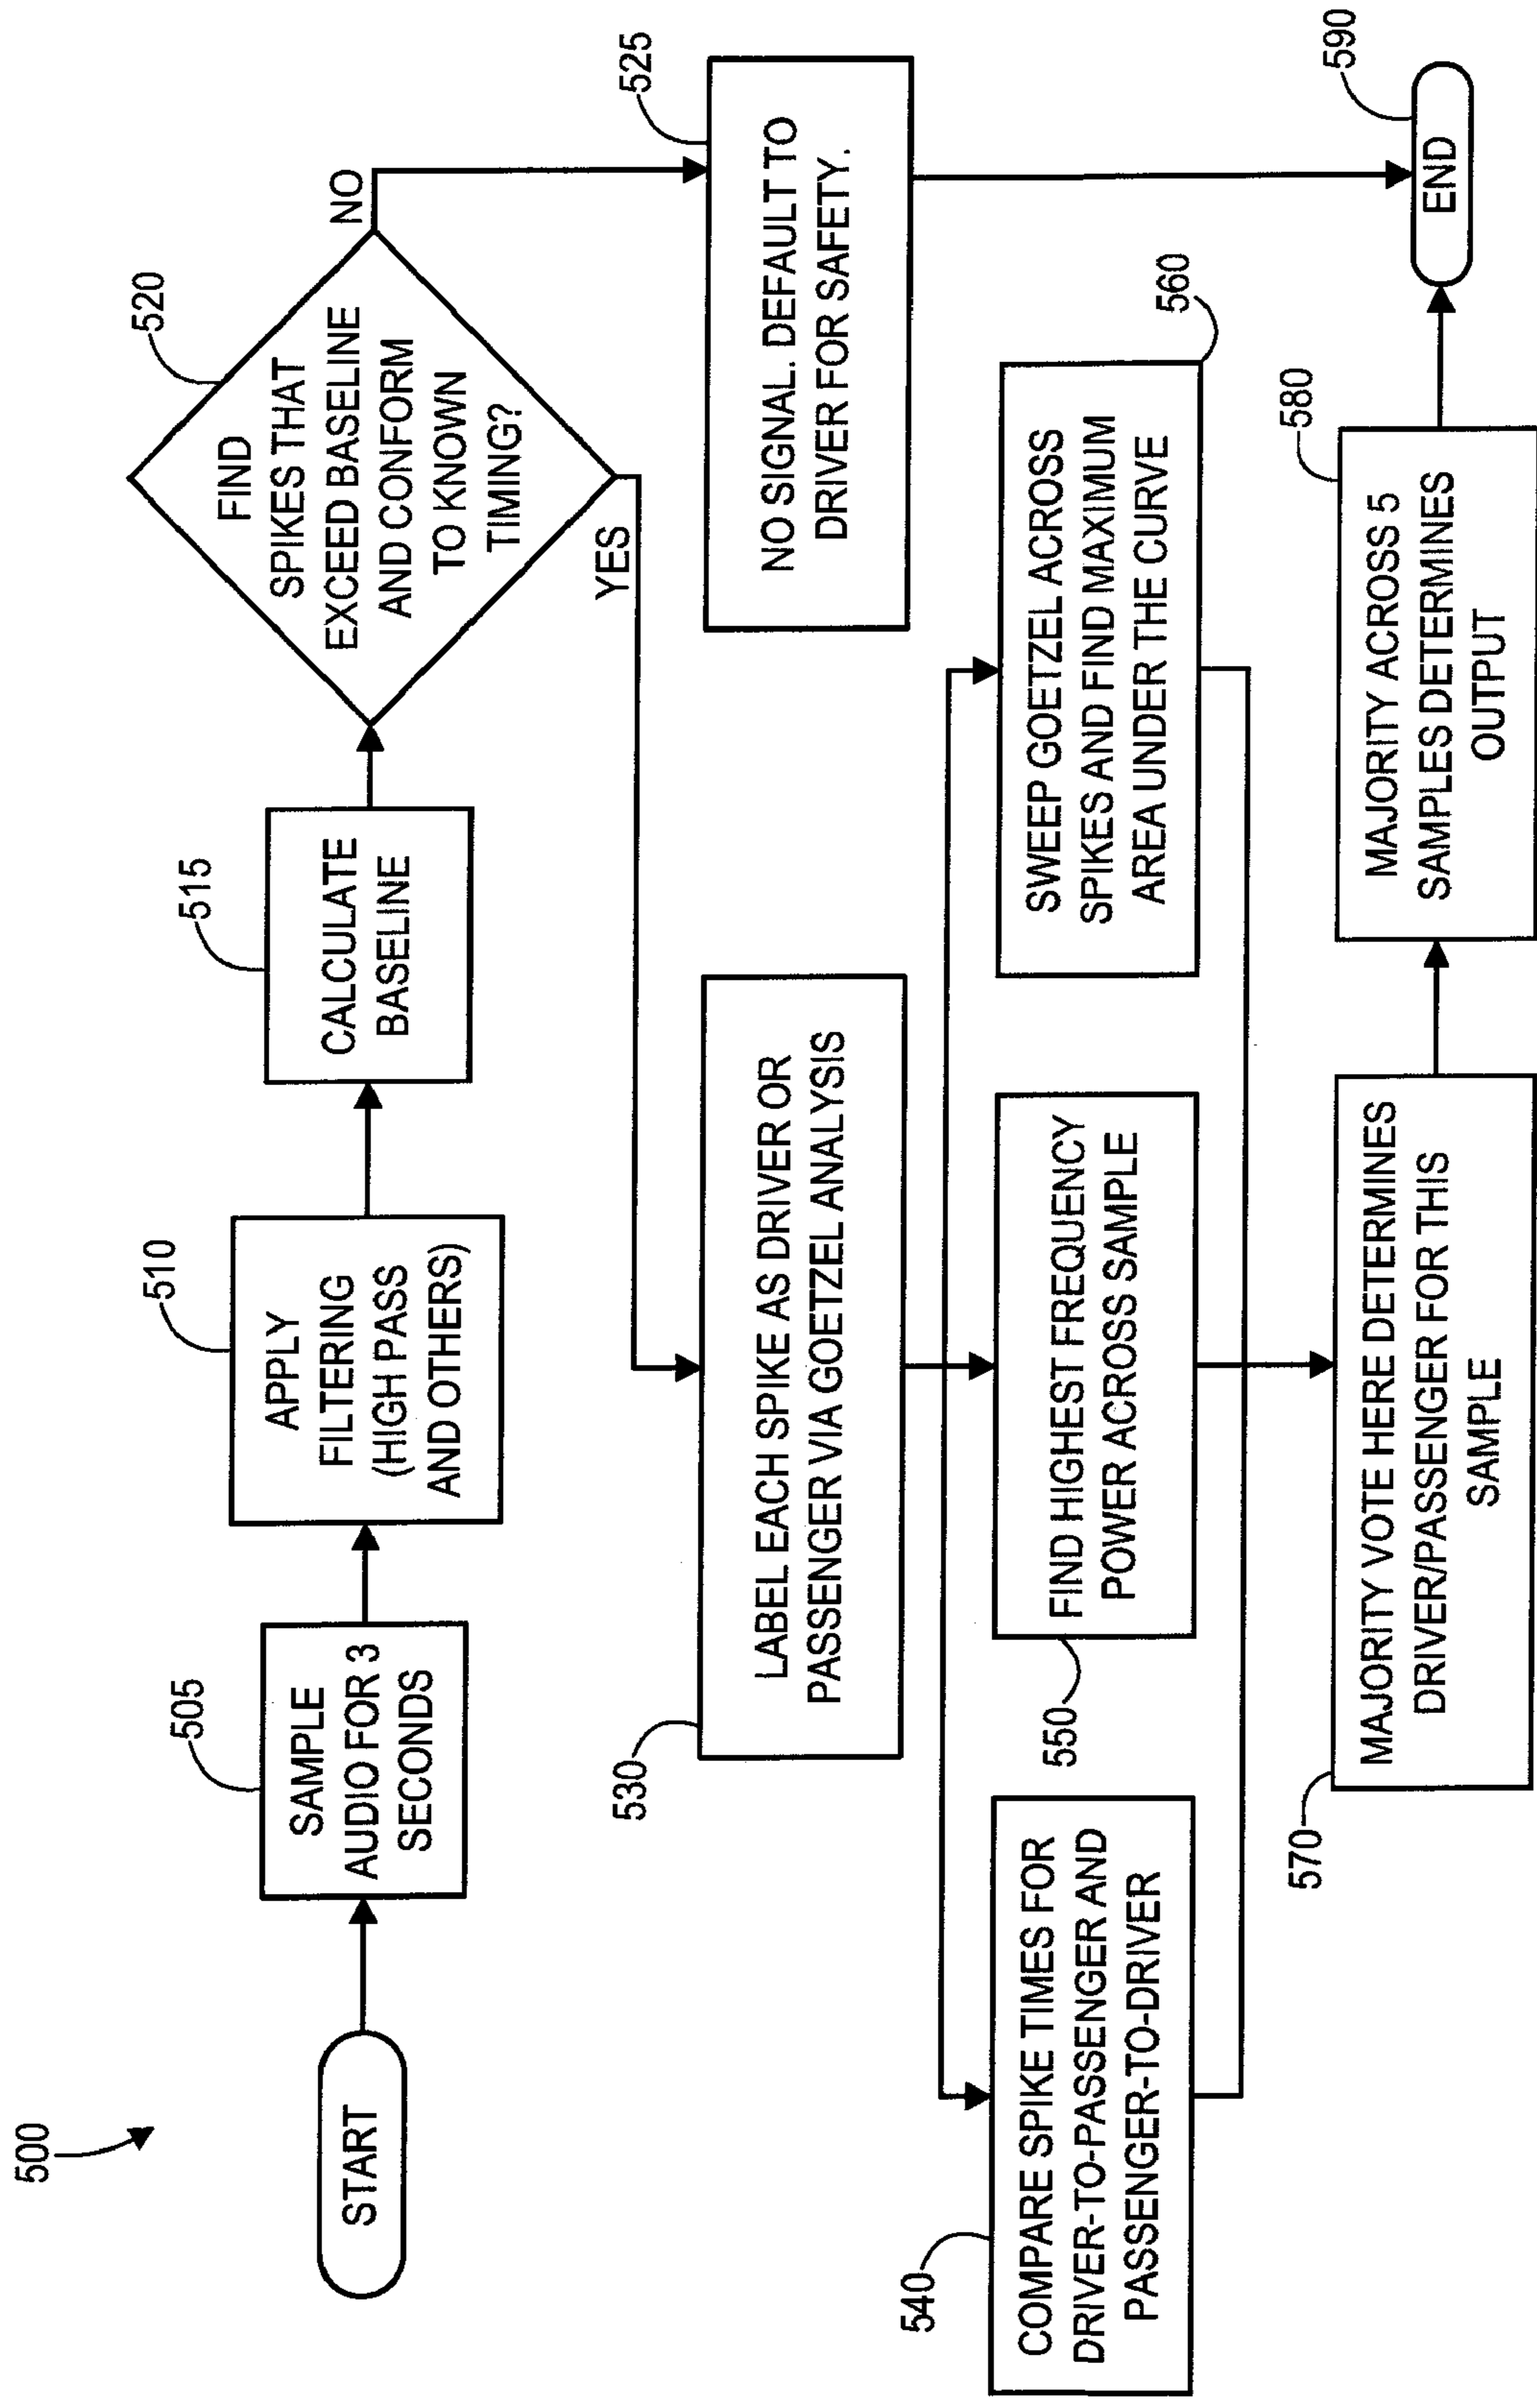 500
START
505
SAMPLE
AUDIO FOR 3
SECONDS
510
APPLY
FILTERING
(HIGH PASS
AND OTHERS)
515
CALCULATE
BASELINE
520
FIND
SPIKES THAT
EXCEED BASELINE
AND CONFORM
TO KNOWN
TIMING?
NO
YES
525
NO SIGNAL. DEFAULT TO
DRIVER FOR SAFETY.
530
LABEL EACH SPIKE AS DRIVER OR
PASSENGER VIA GOETZEL ANALYSIS
540
COMPARE SPIKE TIMES FOR
DRIVER-TO-PASSENGER AND
PASSENGER-TO-DRIVER
550
FIND HIGHEST FREQUENCY
POWER ACROSS SAMPLE
560
SWEEP GOETZEL ACROSS
SPIKES AND FIND MAXIMUM
AREA UNDER THE CURVE
570
MAJORITY VOTE HERE DETERMINES
DRIVER/PASSENGER FOR THIS
SAMPLE
580
MAJORITY ACROSS 5
SAMPLES DETERMINES
OUTPUT
590
END